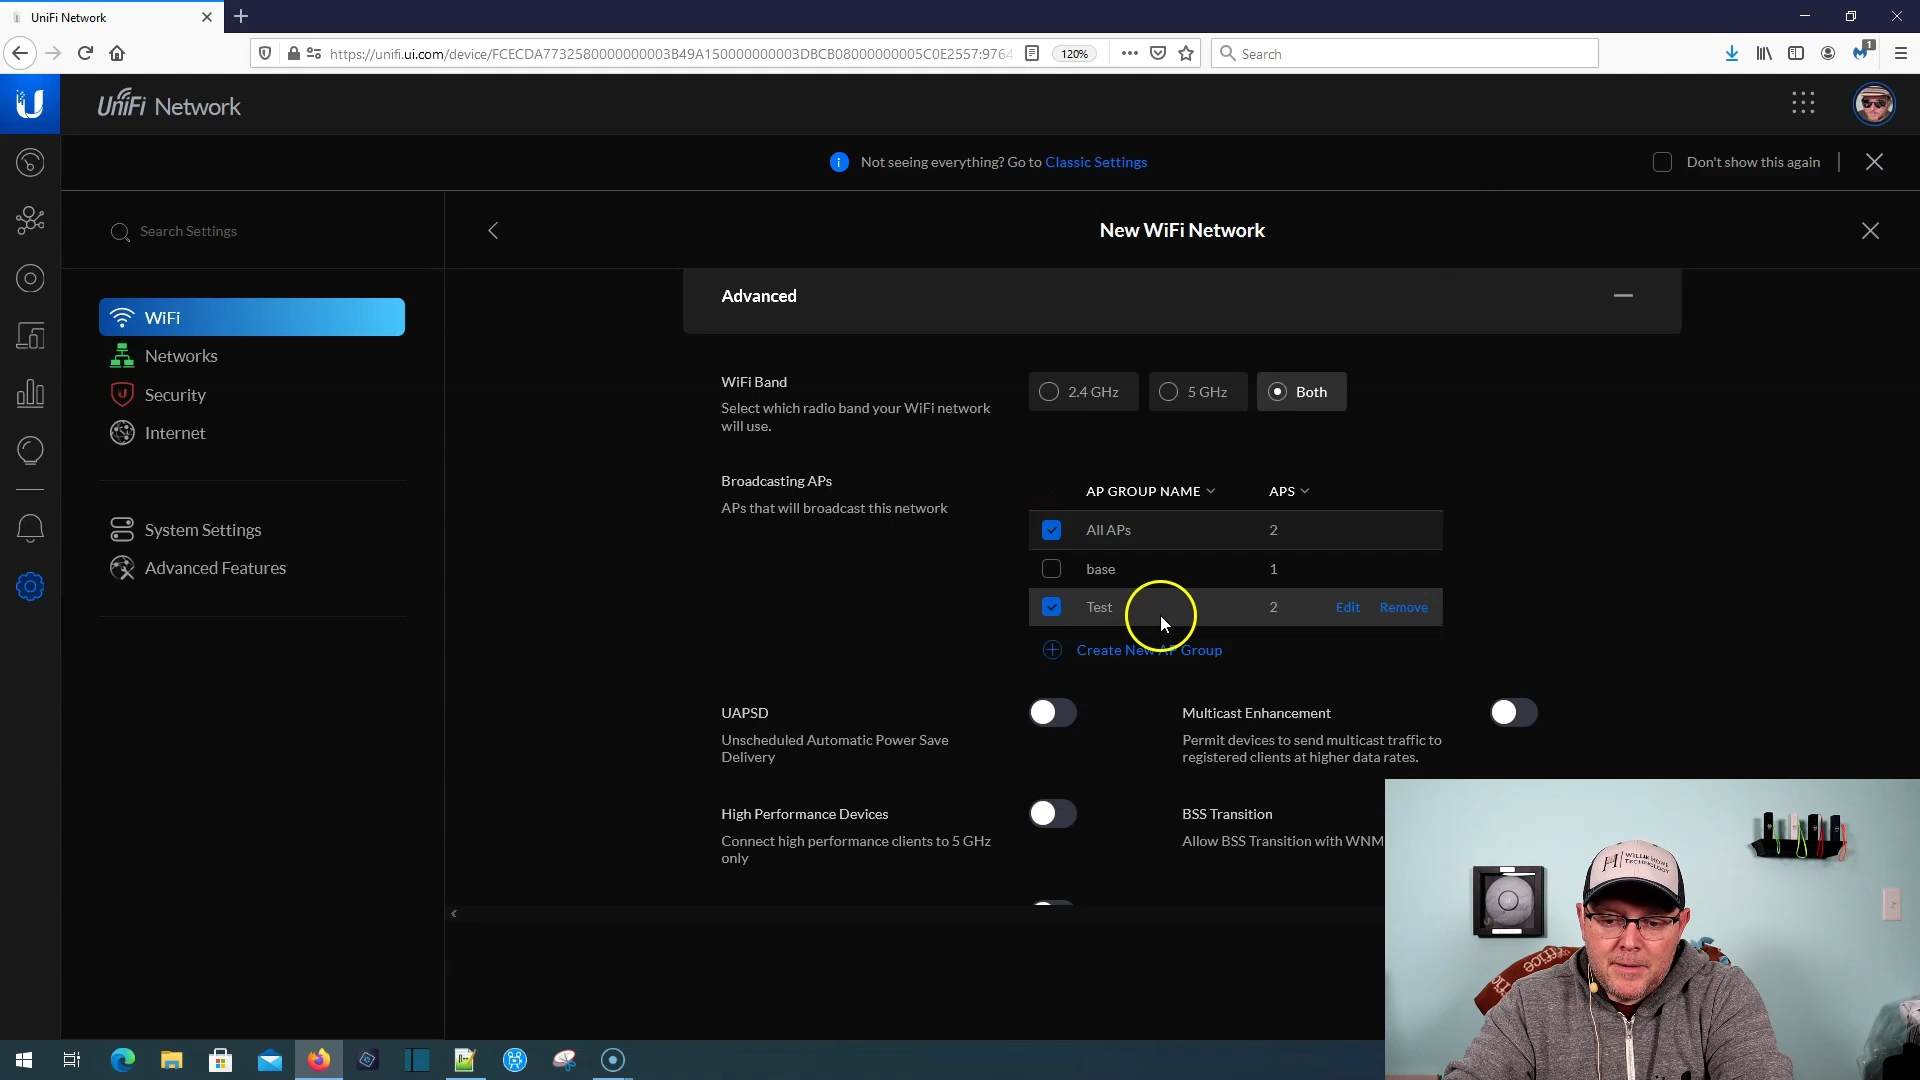 UniFi Network
https://unifi.ui.com/device/FCECDA7732580000000003B49A150000000003DBCB08000000005C0E2557:9764
120%
Search
1
UniFi Network
Not seeing everything? Go to Classic Settings
Don't show this again
Search Settings
New WiFi Network
WiFi
Networks
Security
Internet
System Settings
Advanced Features
Advanced
WiFi Band
Select which radio band your WiFi network
will use.
2.4 GHz
5 GHz
Both
Broadcasting APs
APs that will broadcast this network
AP GROUP NAME
APS
All APs
2
base
1
Test
2
Edit
Remove
Create New AP Group
UAPSD
Unscheduled Automatic Power Save
Delivery
Multicast Enhancement
Permit devices to send multicast traffic to
registered clients at higher data rates.
High Performance Devices
Connect high performance clients to 5 GHz
only
BSS Transition
Allow BSS Transition with WNM
WILLIE HOWE
TECHNOLOGY
Office